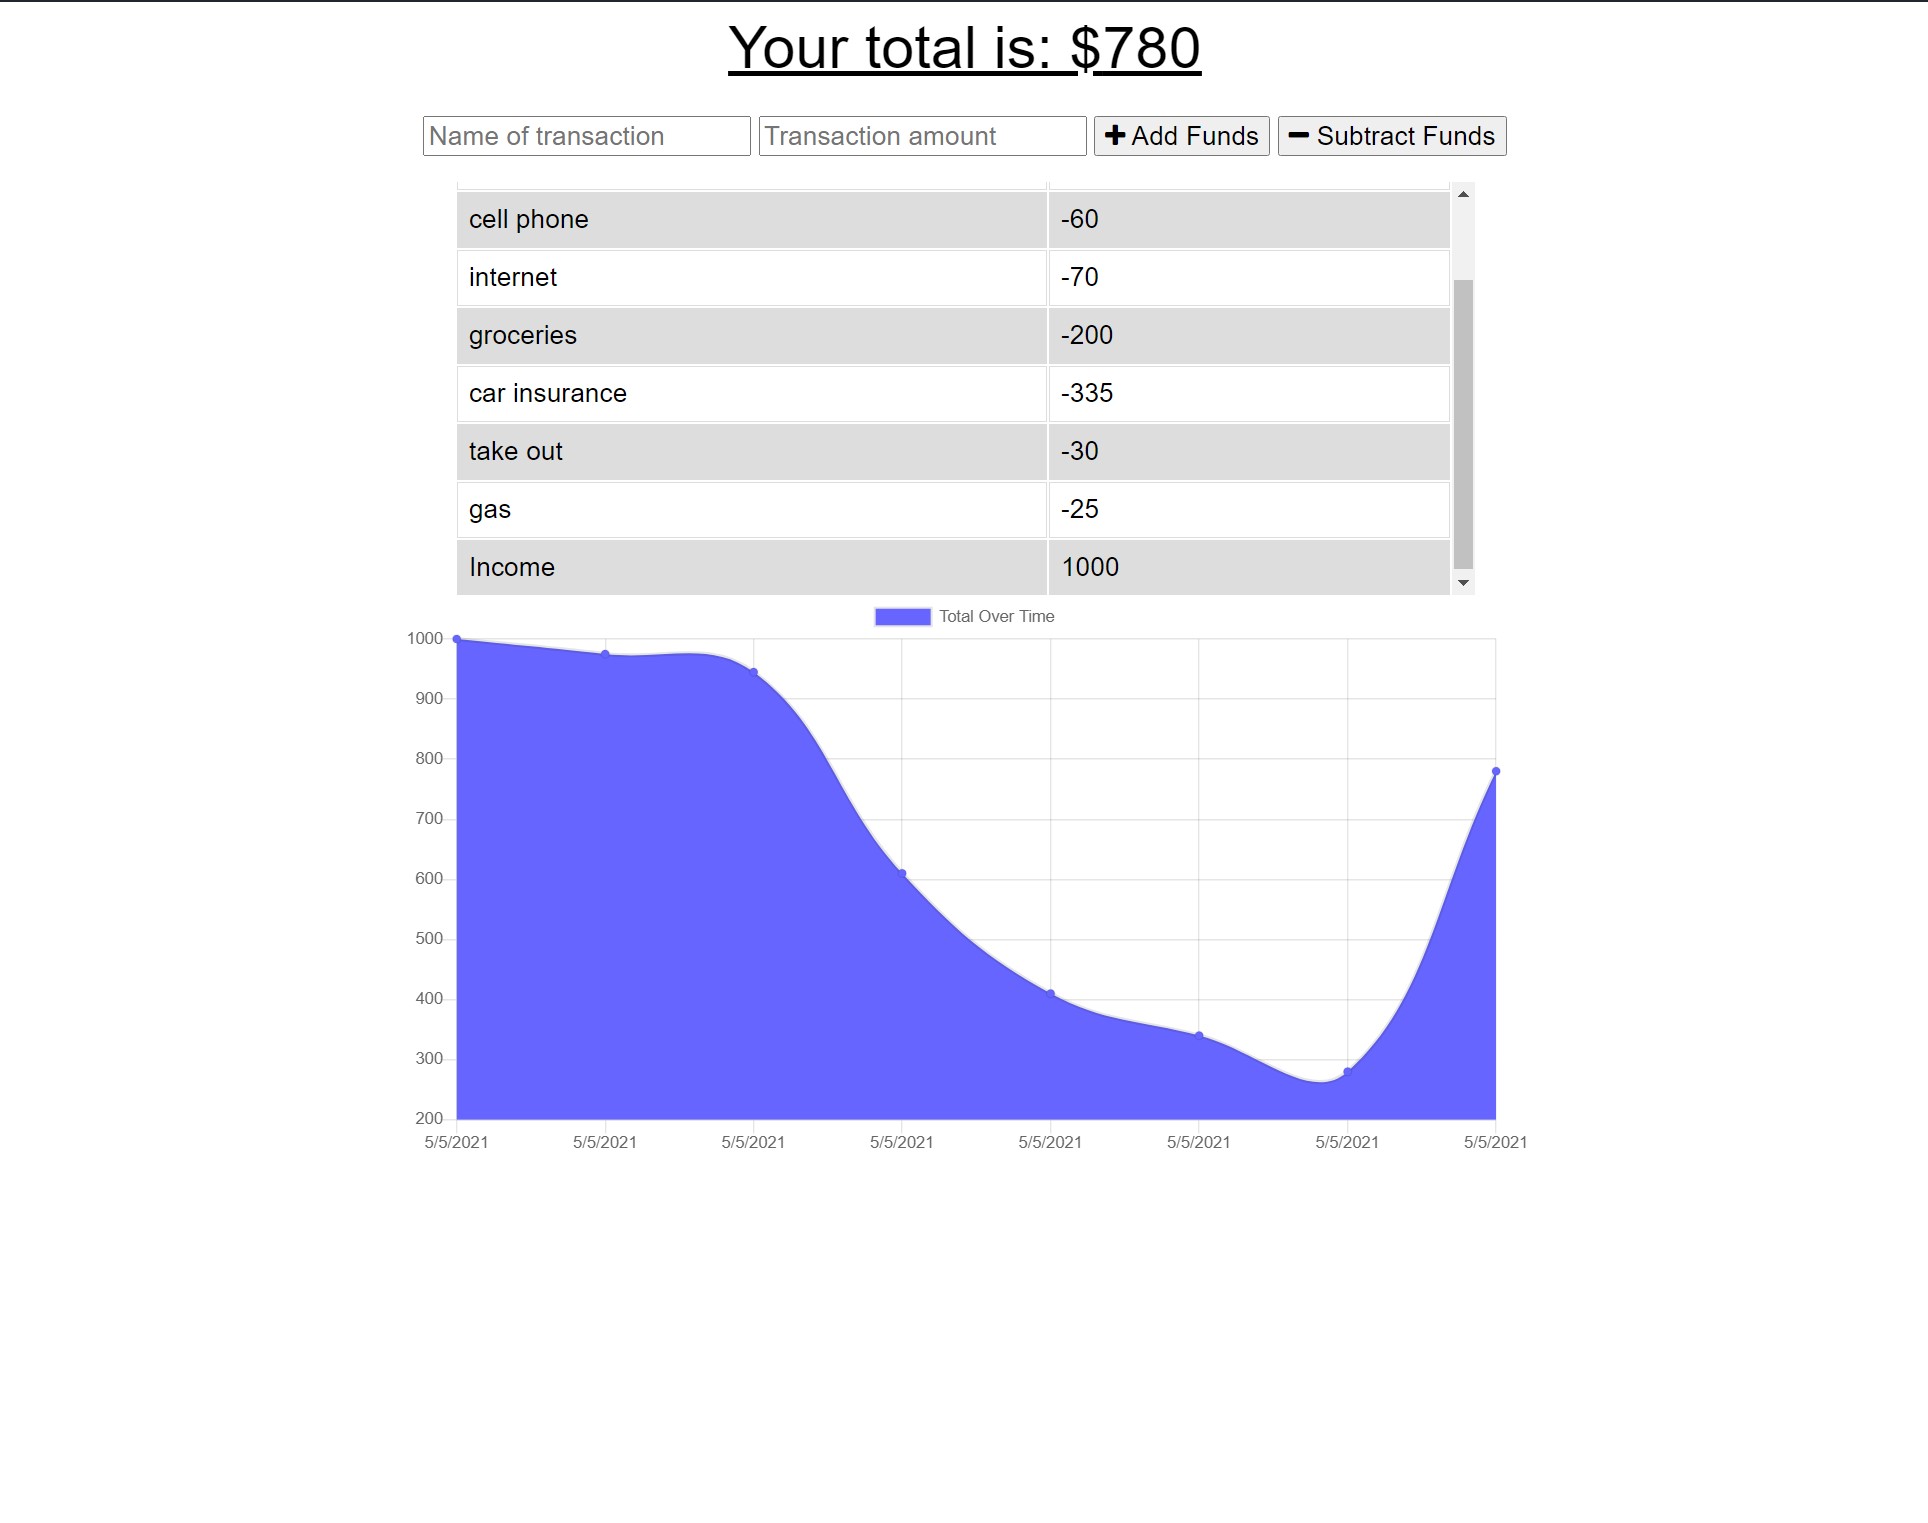 Your total is: $780
Name of transaction Transaction amount Add Funds Subtract Funds
cell phone -60
internet -70
groceries -200
car insurance -335
take out -30
gas -25
Income 1000
Total Over Time
1000
900
800
700
600
500
400
300
200
5/5/2021 5/5/2021 5/5/2021 5/5/2021 5/5/2021 5/5/2021 5/5/2021 5/5/2021